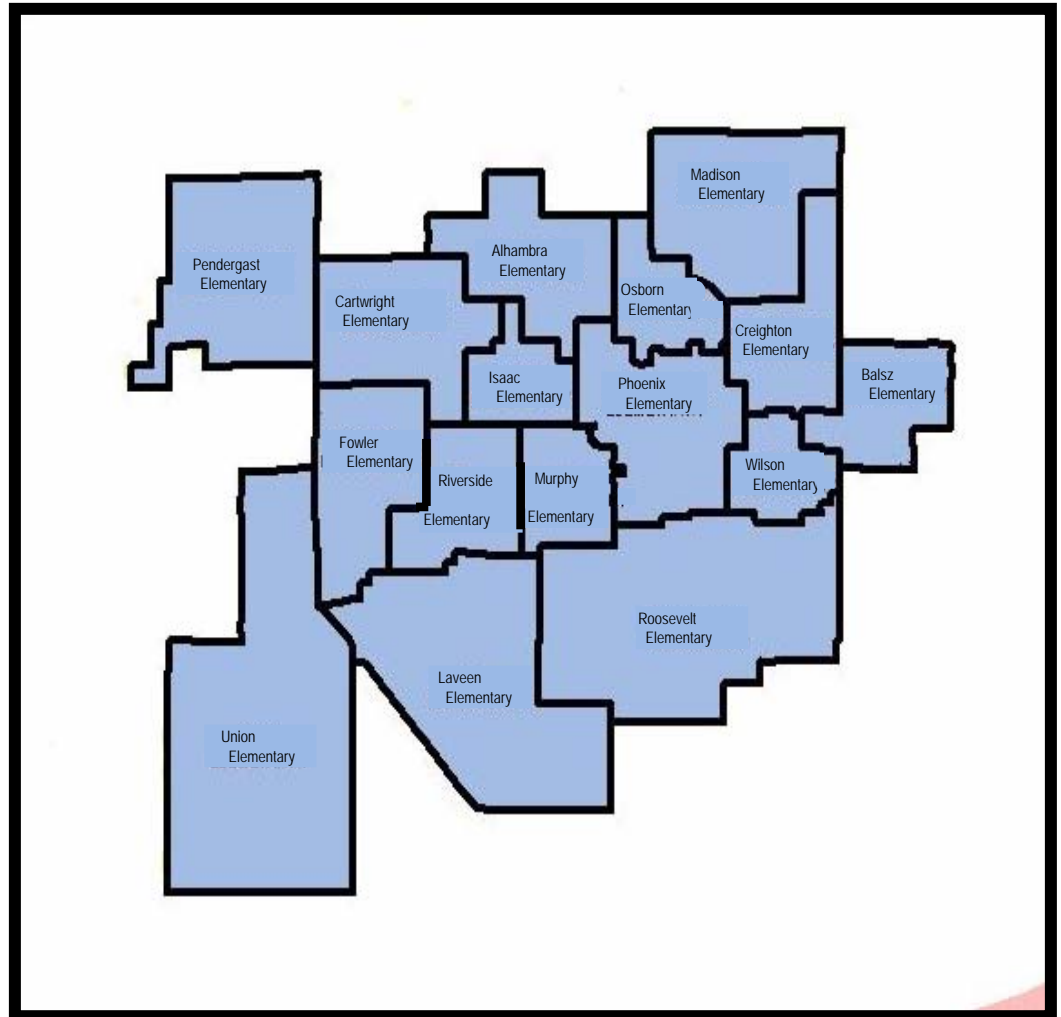 Madison
Elementary
Alhambra
Elementary
Pendergast
Elementary
Osborn
Elementary
Cartwright
Elementary
Creighton
Elementary
Isaac
Elementary
Phoenix
Elementary
Balsz
Elementary
Fowler
Elementary
Wilson
Elementary
Riverside
Elementary
Murphy
Elementary
Roosevelt
Elementary
Laveen
Elementary
Union
Elementary